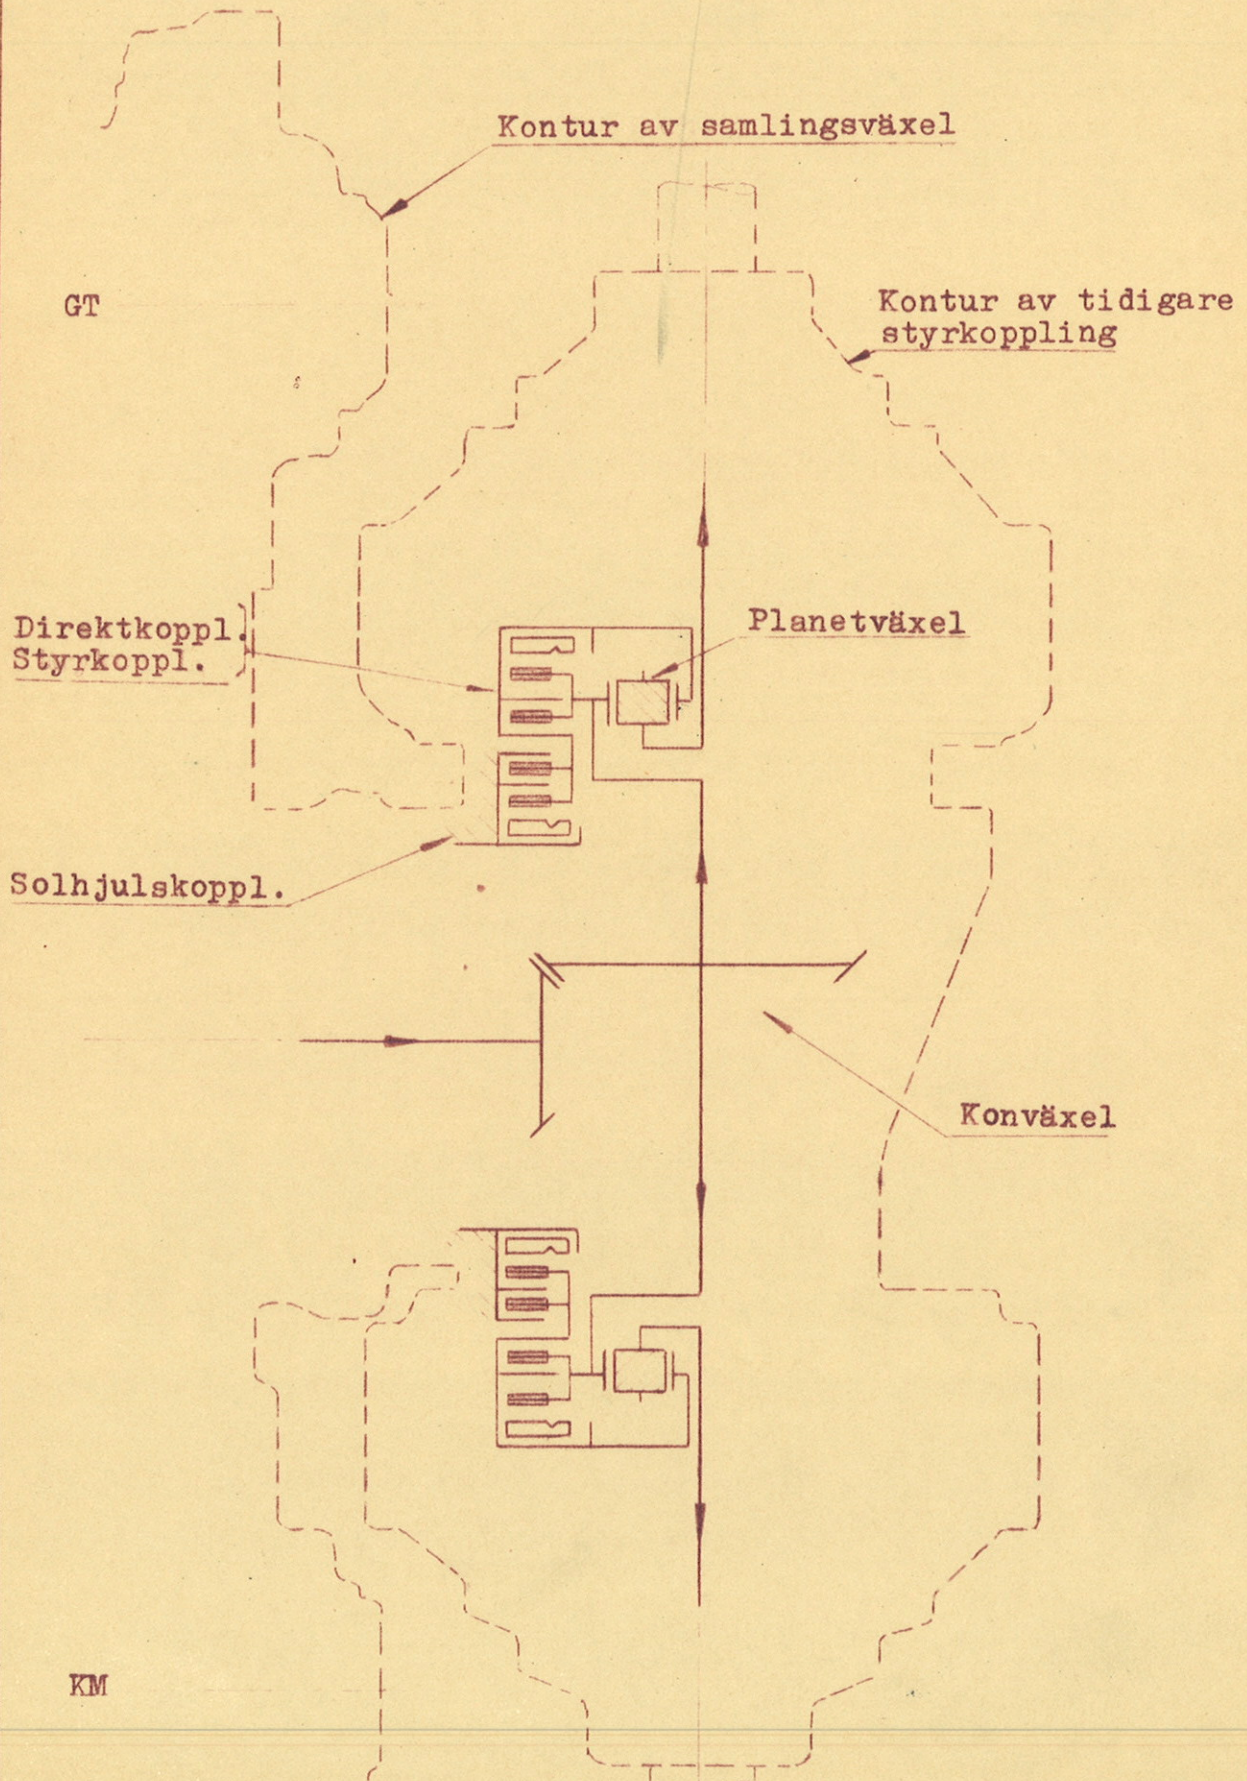 Kontur av samlingsväxel
GT
Kontur av tidigare
styrkoppling
Direktkoppl.
Styrkoppl.
Planetväxel
Solhjulskoppl.
Konväxel
KM